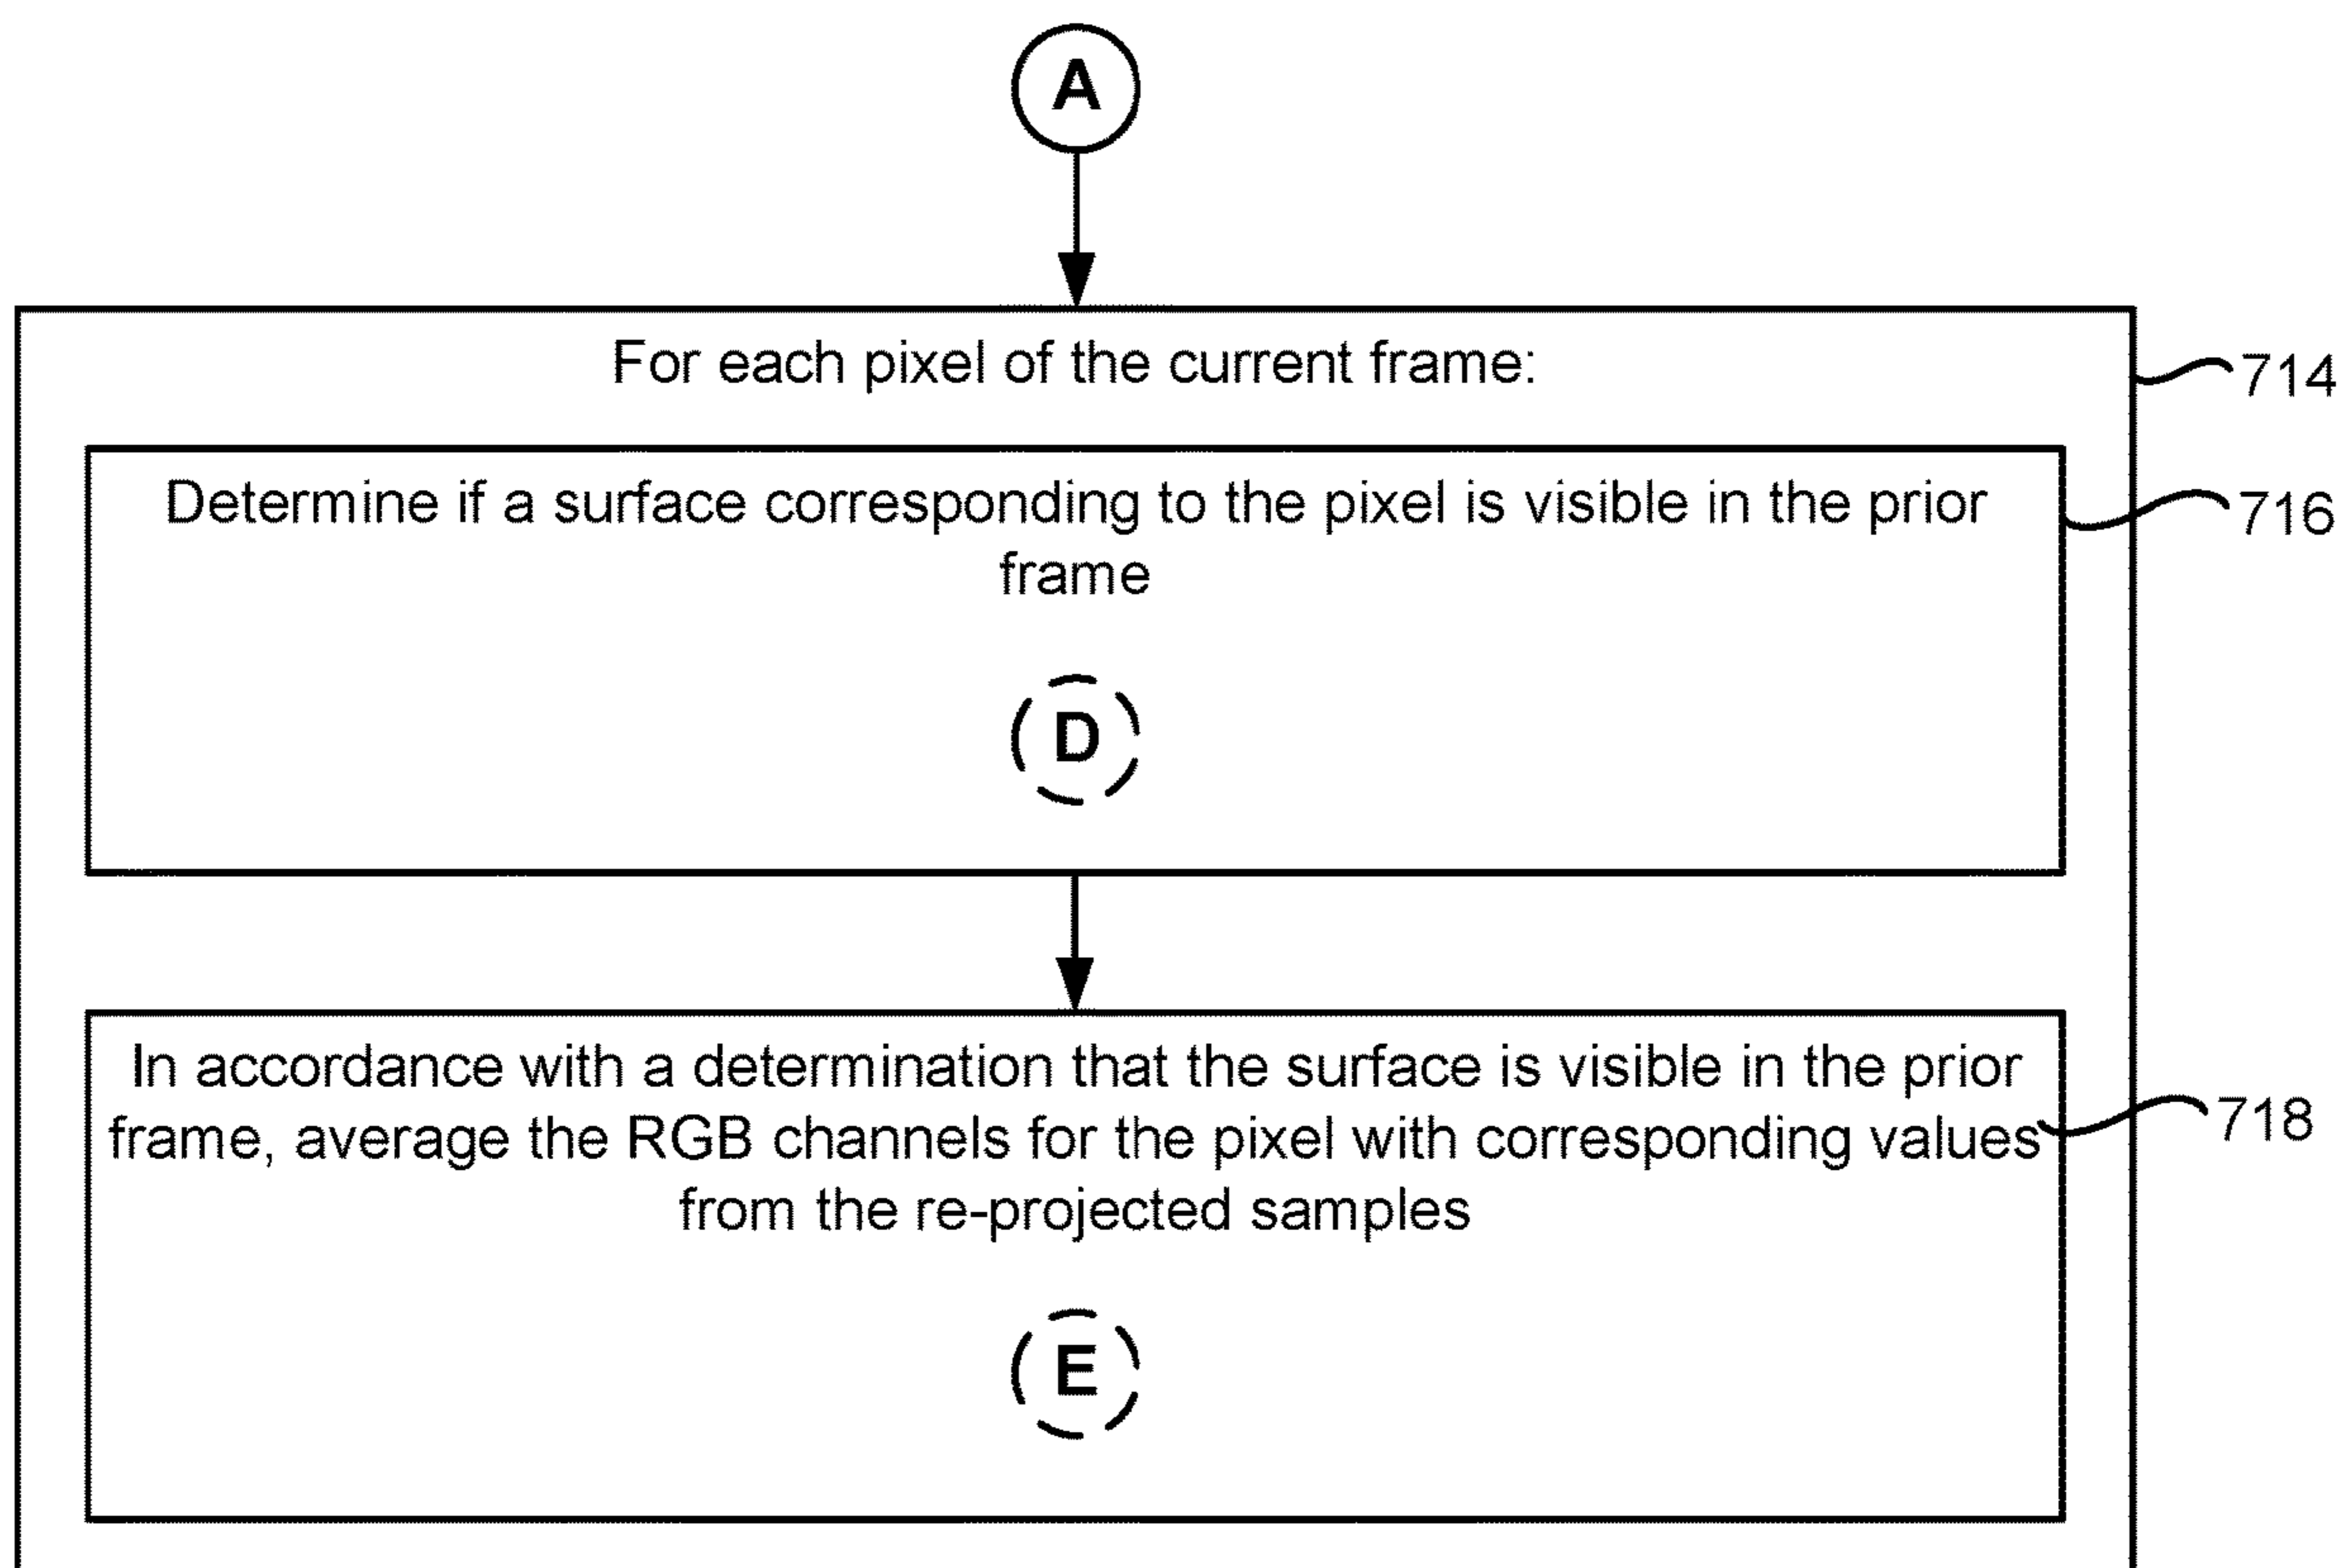 A
For each pixel of the current frame:
714
Determine if a surface corresponding to the pixel is visible in the prior
frame
716
D
In accordance with a determination that the surface is visible in the prior
frame, average the RGB channels for the pixel with corresponding values
from the re-projected samples
718
E